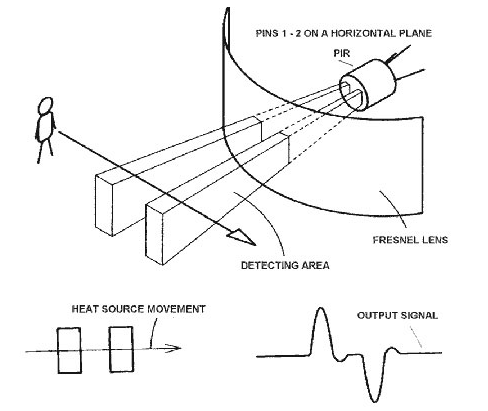 PINS 1 - 2 ON A HORIZONTAL PLANE
PIR
FRESNEL LENS
DETECTING AREA
HEAT SOURCE MOVEMENT
OUTPUT SIGNAL